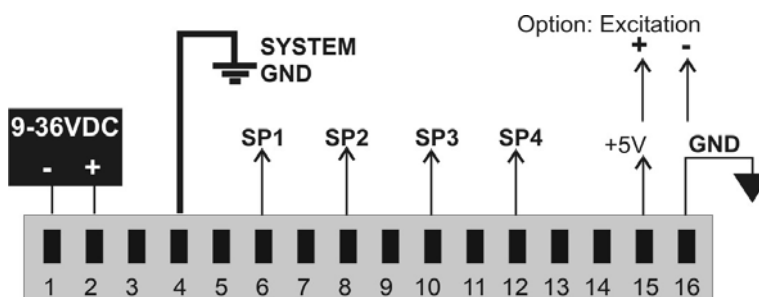 Option: Excitation
+ -
SYSTEM
GND
9-36VDC
- +
SP1 SP2 SP3 SP4 +5V GND
1 2 3 4 5 6 7 8 9 10 11 12 13 14 15 16